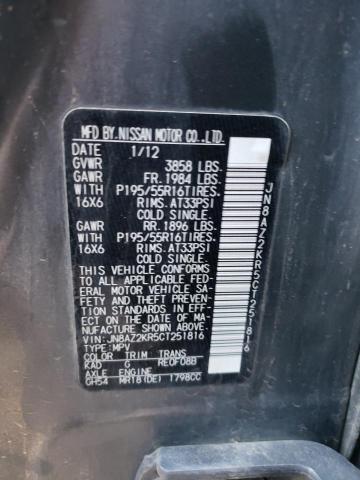 MFD BY.NISSAN MOTOR CO.,LTD.
DATE 1/12
GVWR 3858 LBS.
GAWR FR. 1984 LBS.
WITH P195/55R16TIRES.
16X6 RIMS. AT33PSI
COLD SINGLE.
GAWR RR. 1896 LBS.
WITH P195/55R16TIRES.
16X6 RIMS. AT33PSI
COLD SINGLE.
THIS VEHICLE CONFORMS
TO ALL APPLICABLE FED-
ERAL MOTOR VEHICLE SA-
FETY AND THEFT PREVEN-
TION STANDARDS IN EFF-
ECT ON THE DATE OF MA-
NUFACTURE SHOWN ABOVE.
VIN:JN8AZ2KR5CT251816
TYPE:MPV
COLOR TRIM TRANS
KAD G RE0F08B
AXLE ENGINE
GH54 MR18(DE) 1798CC
JN8AZ2KR5CT251816